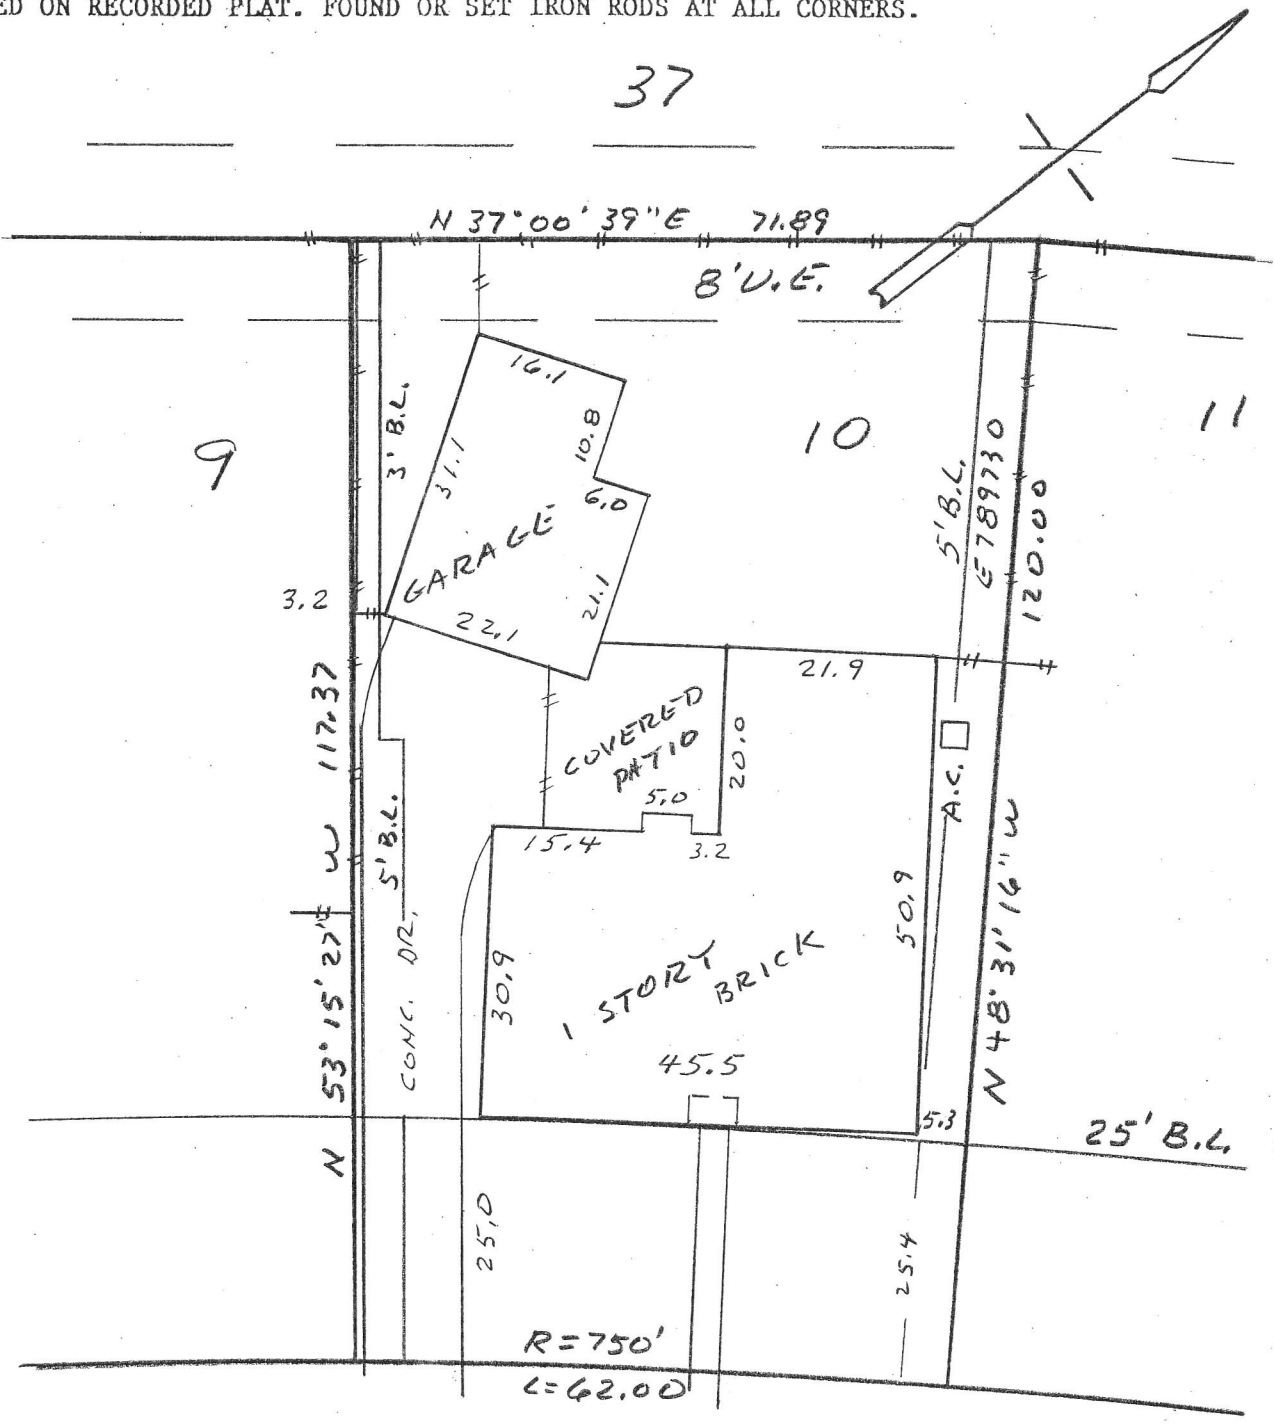 ED ON RECORDED PLAT. FOUND OR SET IRON RODS AT ALL CORNERS.
37
N 37°00'39"E 71.89
8'U.E.
16.1
3' B.L.
10.8
10
11
9
31.1
6.0
5' B.L.
E 789730
120.00
GARAGE
3.2
22.1
21.1
21.9
N 53°15'27" W 117.37
COVERED
PATIO
20.0
A.C.
5.0
5' B.L.
15.4
3.2
50.9
N 48°31'16" W
CONC. DR.
30.9
1 STORY
BRICK
45.5
5.3
25' B.L.
25.0
25.4
R=750'
L=62.00